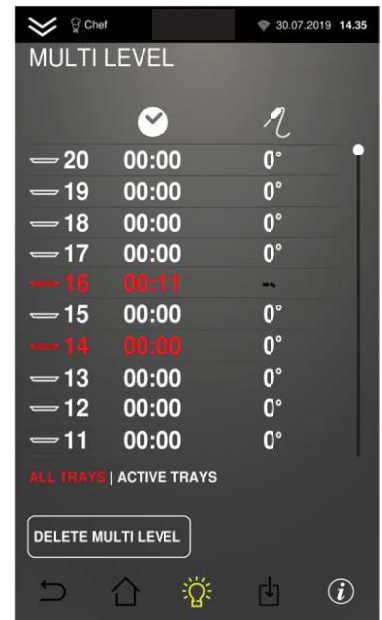 Chef 30.07.2019 14.35
MULTI LEVEL
20 00:00 0°
19 00:00 0°
18 00:00 0°
17 00:00 0°
16 00:11 --
15 00:00 0°
14 00:00 0°
13 00:00 0°
12 00:00 0°
11 00:00 0°
ALL TRAYS | ACTIVE TRAYS
DELETE MULTI LEVEL
i